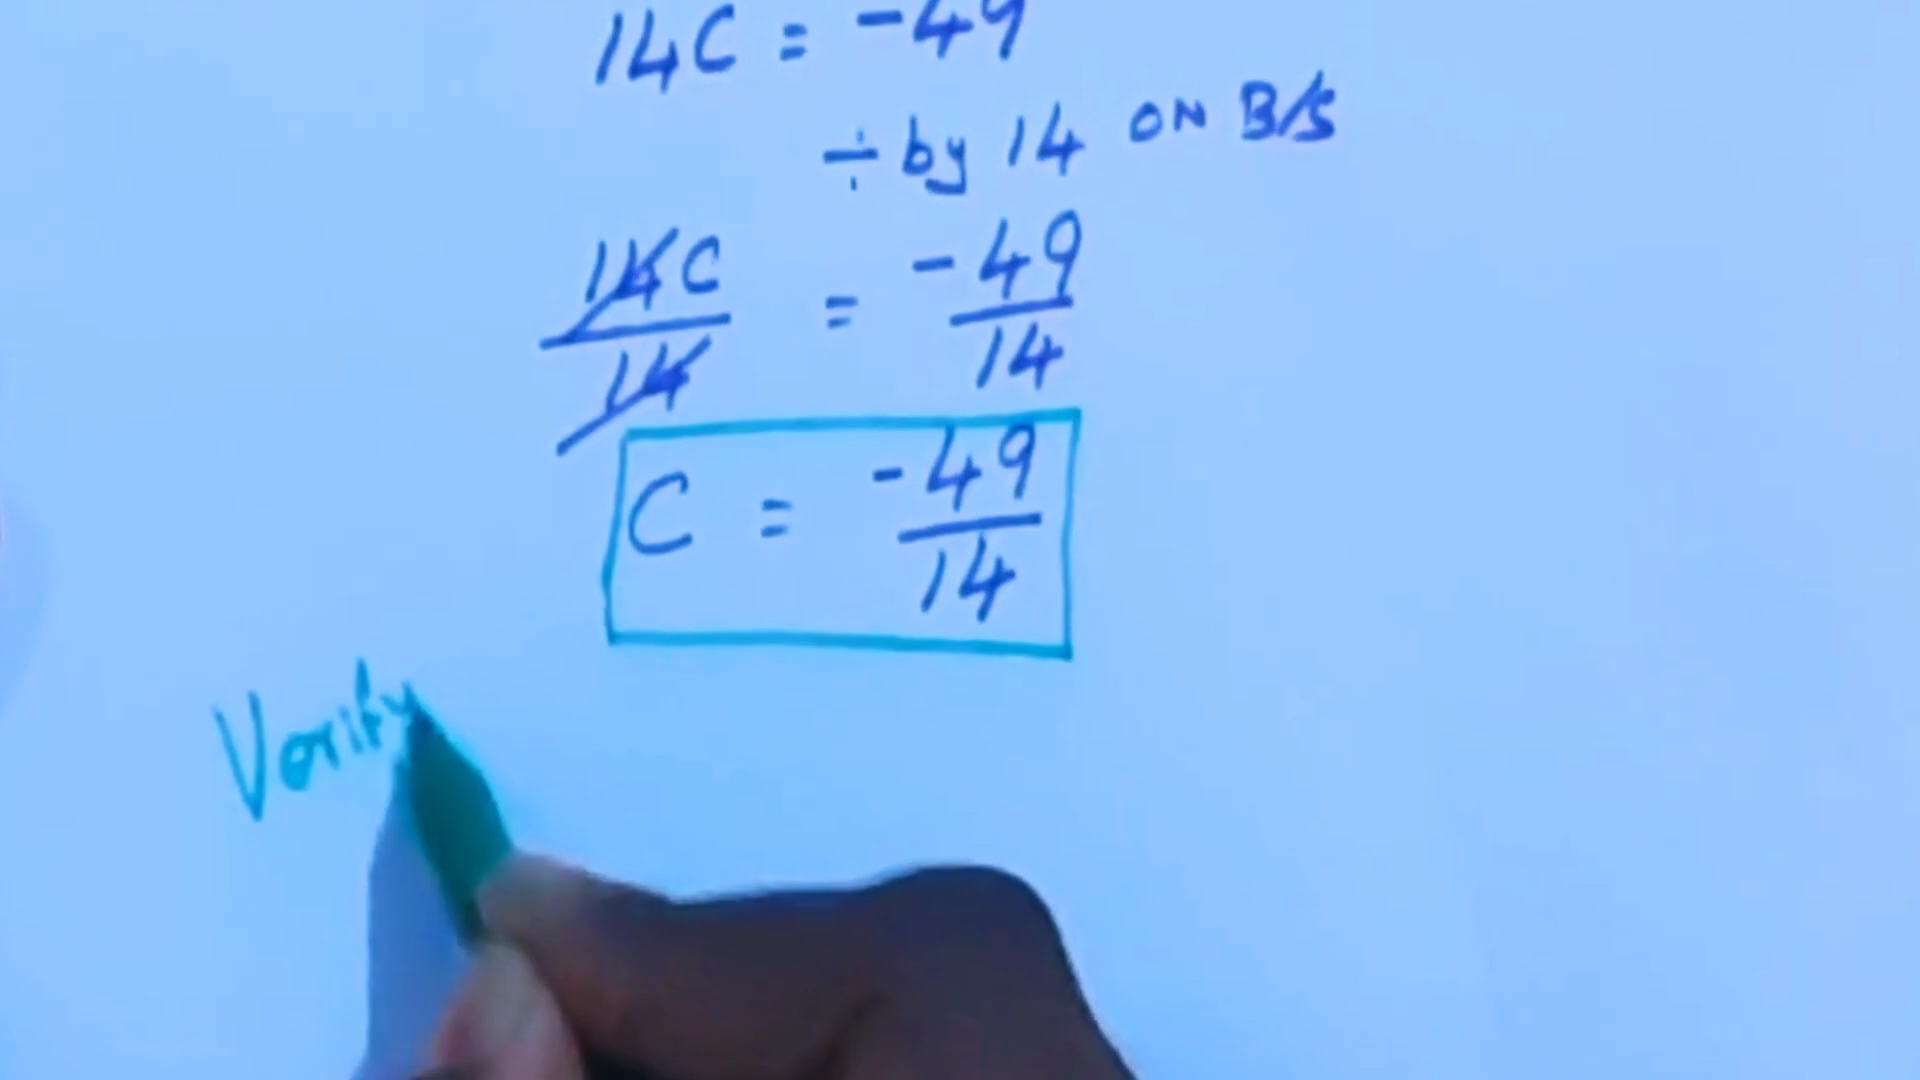 14C = -49
÷ by 14 ON B/S
14C/14 = -49/14
C = -49/14
Verify